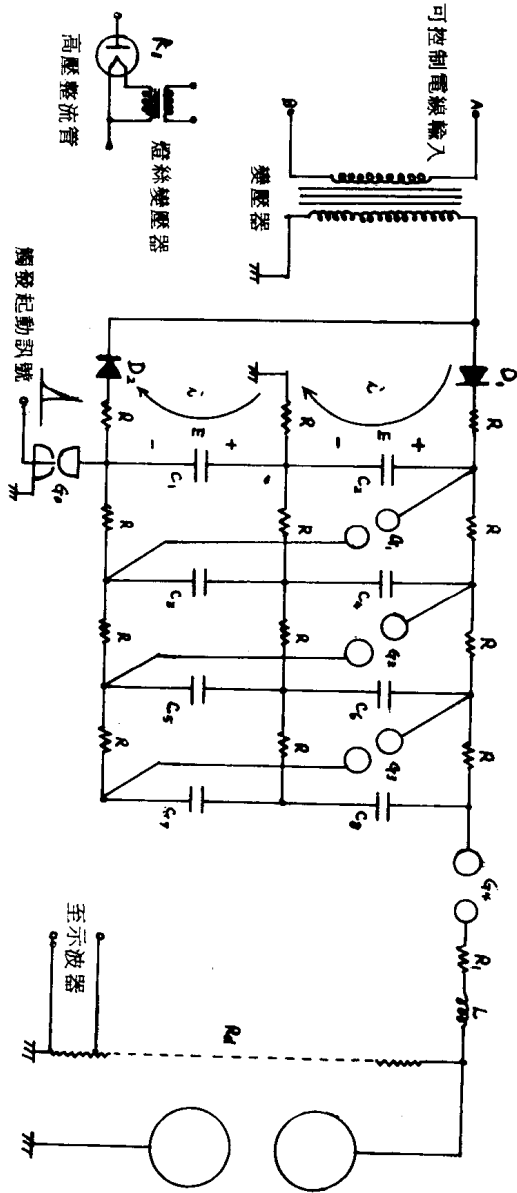 可控制電線輸入
A
B
變壓器
R1
高壓整流管
燈絲變壓器
觸發起動訊號
D1
D2
i
i
R
R
R
E
E
+
-
+
-
C1
C2
G0
R
R
R
G1
C3
C4
R
R
R
G2
C5
C6
R
R
R
G3
C7
C8
G4
R1
L
Rd
至示波器